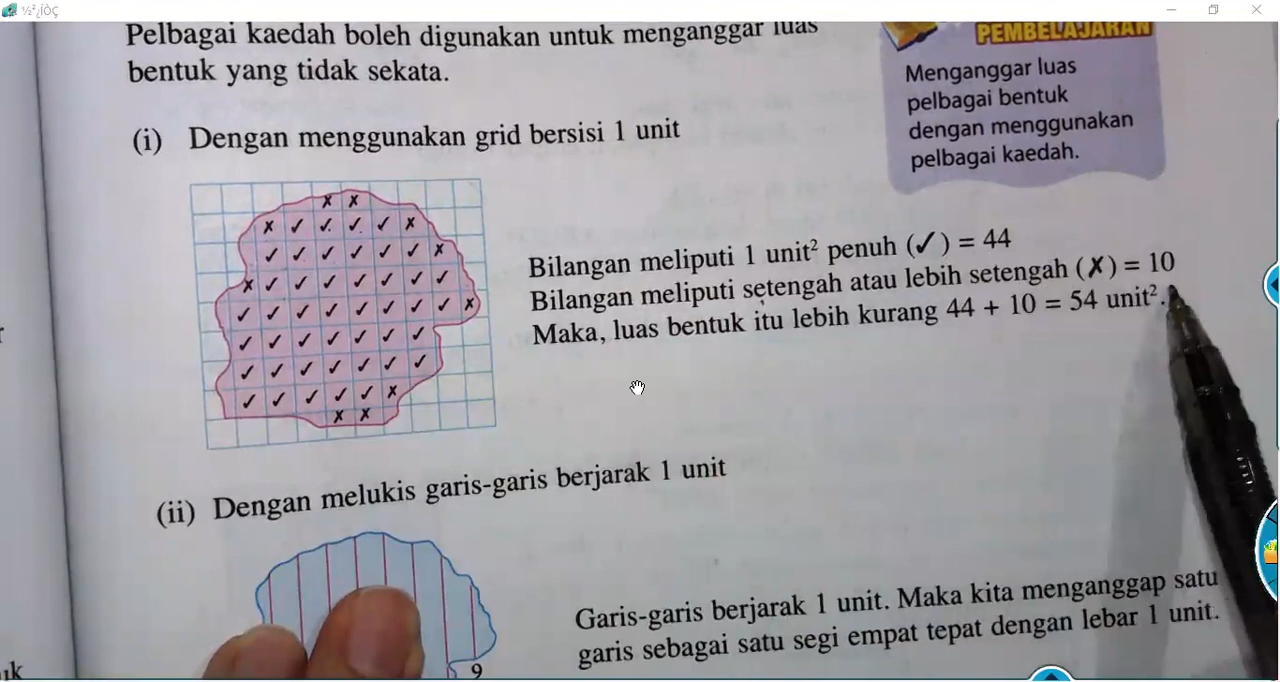 ½²¿ÍÒç
Pelbagai kaedah boleh digunakan untuk menganggar luas
bentuk yang tidak sekata.
PEMBELAJARAN
Menganggar luas
pelbagai bentuk
dengan menggunakan
pelbagai kaedah.
(i) Dengan menggunakan grid bersisi 1 unit
✗ ✗
✗ ✓ ✓ ✓ ✓ ✗
✓ ✓ ✓ ✓ ✓ ✓ ✗
✗ ✓ ✓ ✓ ✓ ✓ ✓ ✓
✓ ✓ ✓ ✓ ✓ ✓ ✓ ✓ ✗
✓ ✓ ✓ ✓ ✓ ✓ ✓
✓ ✓ ✓ ✓ ✓ ✓ ✓
✓ ✓ ✓ ✓ ✓ ✗
✗ ✗
Bilangan meliputi 1 unit² penuh (✓) = 44
Bilangan meliputi setengah atau lebih setengah (✗) = 10
Maka, luas bentuk itu lebih kurang 44 + 10 = 54 unit².
(ii) Dengan melukis garis-garis berjarak 1 unit
9
Garis-garis berjarak 1 unit. Maka kita menganggap satu
garis sebagai satu segi empat tepat dengan lebar 1 unit.